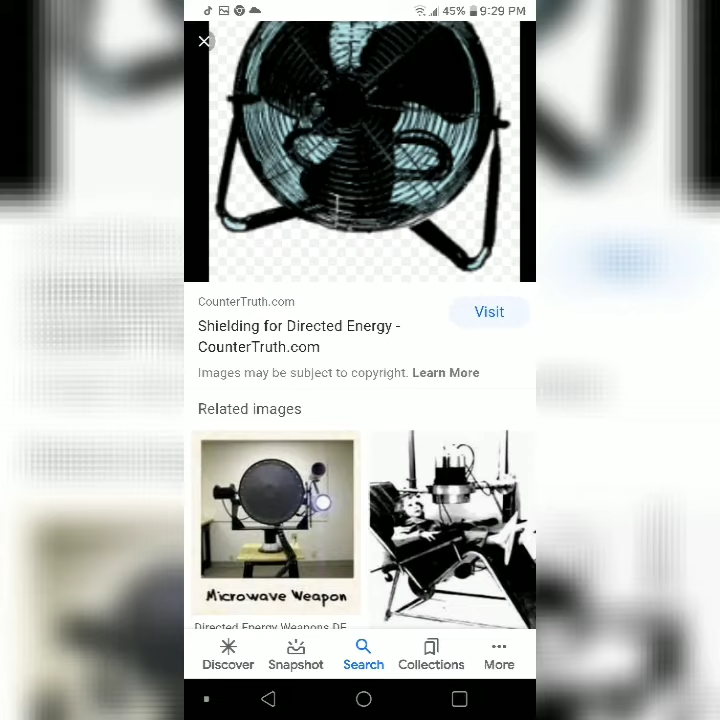 45% 9:29 PM
CounterTruth.com
Visit
Shielding for Directed Energy -
CounterTruth.com
Images may be subject to copyright. Learn More
Related images
Microwave Weapon
Directed Energy Weapons DE
Discover Snapshot Search Collections More